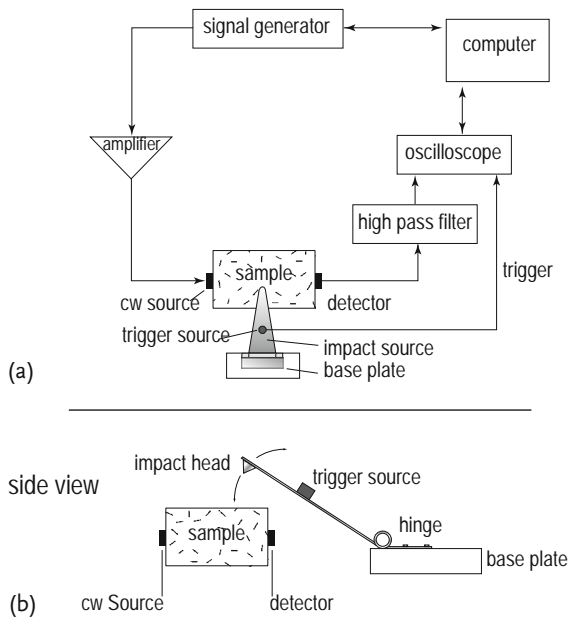 signal generator
computer
amplifier
oscilloscope
high pass filter
sample
trigger
cw source
detector
trigger source
impact source
base plate
(a)
impact head
trigger source
side view
hinge
sample
base plate
(b)
cw Source
detector